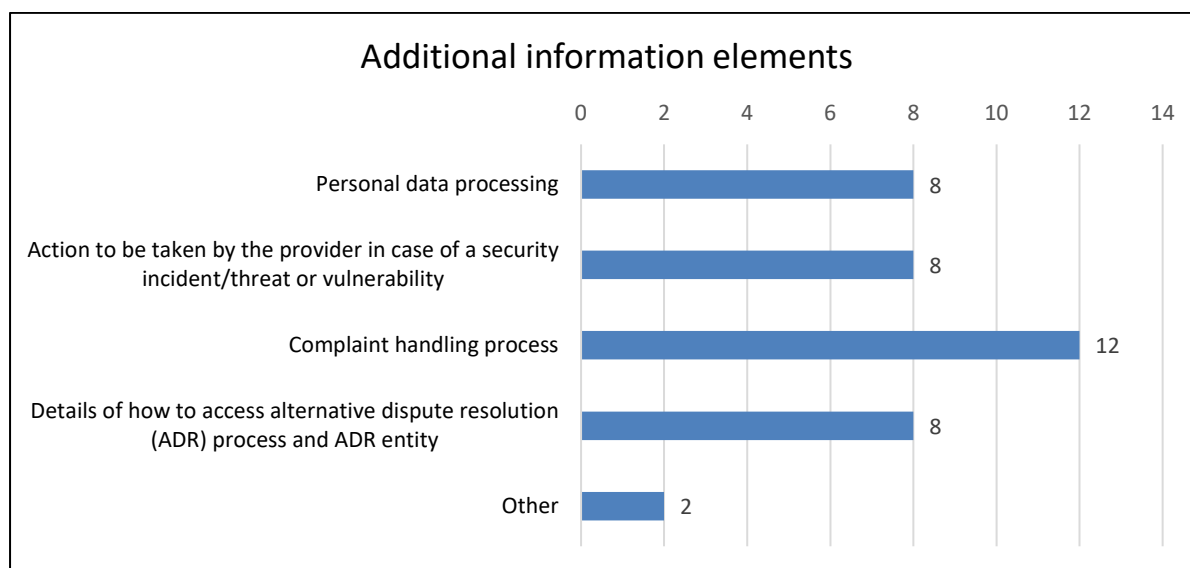 Additional information elements
0 2 4 6 8 10 12 14
Personal data processing 8
Action to be taken by the provider in case of a security
incident/threat or vulnerability 8
Complaint handling process 12
Details of how to access alternative dispute resolution
(ADR) process and ADR entity 8
Other 2